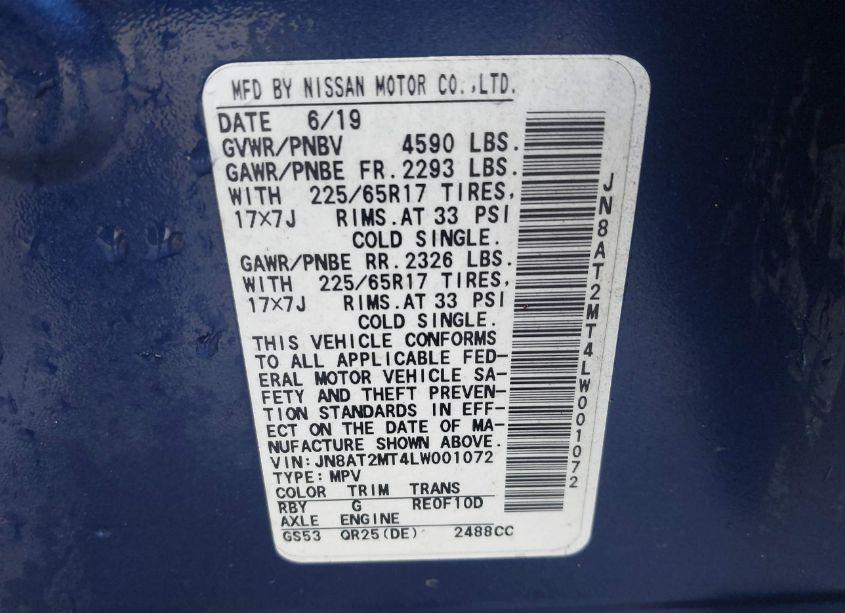 MFD BY NISSAN MOTOR CO.,LTD.
DATE 6/19
GVWR/PNBV 4590 LBS.
GAWR/PNBE FR. 2293 LBS.
WITH 225/65R17 TIRES,
17×7J RIMS.AT 33 PSI
COLD SINGLE.
GAWR/PNBE RR. 2326 LBS.
WITH 225/65R17 TIRES,
17×7J RIMS.AT 33 PSI
COLD SINGLE.
THIS VEHICLE CONFORMS
TO ALL APPLICABLE FED-
ERAL MOTOR VEHICLE SA-
FETY AND THEFT PREVEN-
TION STANDARDS IN EFF-
ECT ON THE DATE OF MA-
NUFACTURE SHOWN ABOVE.
VIN:JN8AT2MT4LW001072
TYPE:MPV
COLOR TRIM TRANS
RBY G RE0F10D
AXLE ENGINE
GS53 QR25(DE) 2488CC
JN8AT2MT4LW001072